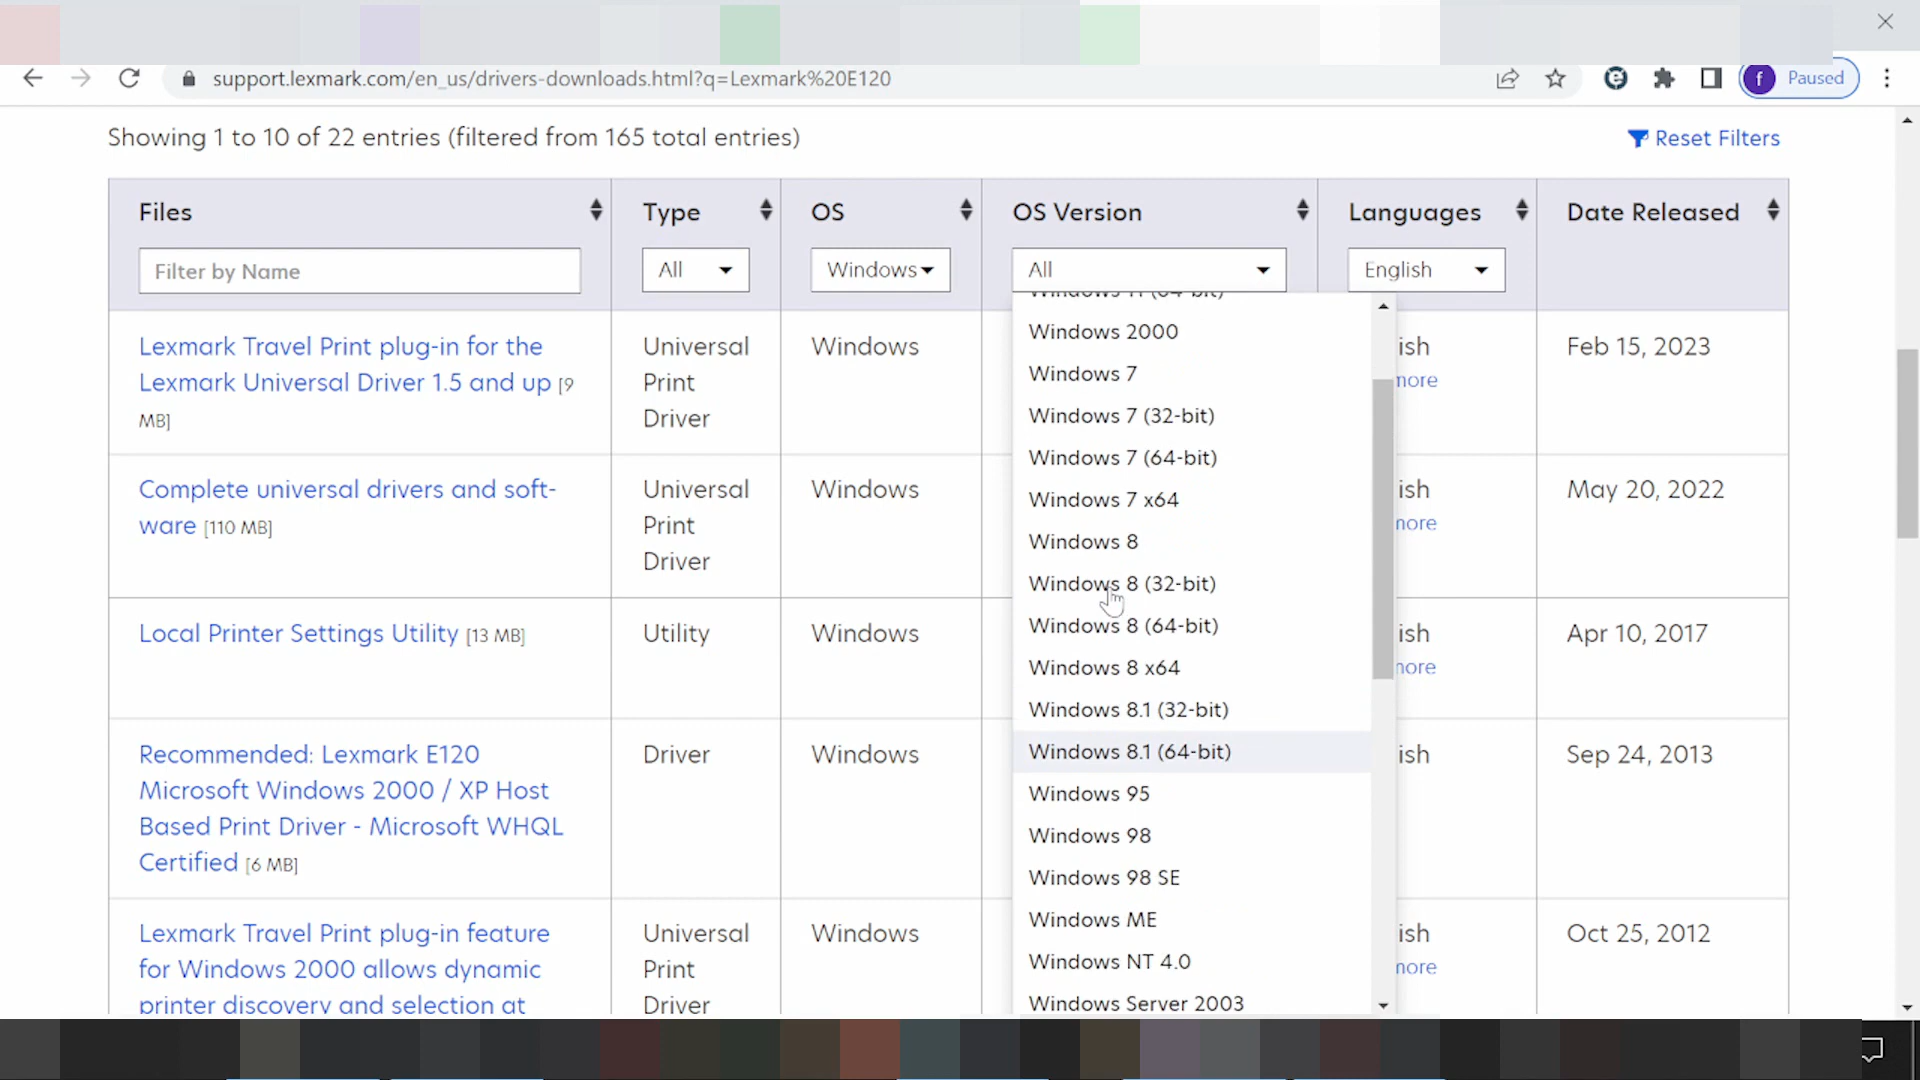 support.lexmark.com/en_us/drivers-downloads.html?q=Lexmark%20E120
f Paused
Showing 1 to 10 of 22 entries (filtered from 165 total entries)
Reset Filters
Files Type OS OS Version Languages Date Released
Filter by Name All Windows All English
Lexmark Travel Print plug-in for the
Lexmark Universal Driver 1.5 and up [9
MB]
Universal
Print
Driver
Windows
ish
more
Feb 15, 2023
Complete universal drivers and soft-
ware [110 MB]
Universal
Print
Driver
Windows
ish
more
May 20, 2022
Local Printer Settings Utility [13 MB]
Utility
Windows
ish
more
Apr 10, 2017
Recommended: Lexmark E120
Microsoft Windows 2000 / XP Host
Based Print Driver - Microsoft WHQL
Certified [6 MB]
Driver
Windows
ish
Sep 24, 2013
Lexmark Travel Print plug-in feature
for Windows 2000 allows dynamic
printer discovery and selection at
Universal
Print
Driver
Windows
ish
more
Oct 25, 2012
Windows 11 (64-bit)
Windows 2000
Windows 7
Windows 7 (32-bit)
Windows 7 (64-bit)
Windows 7 x64
Windows 8
Windows 8 (32-bit)
Windows 8 (64-bit)
Windows 8 x64
Windows 8.1 (32-bit)
Windows 8.1 (64-bit)
Windows 95
Windows 98
Windows 98 SE
Windows ME
Windows NT 4.0
Windows Server 2003